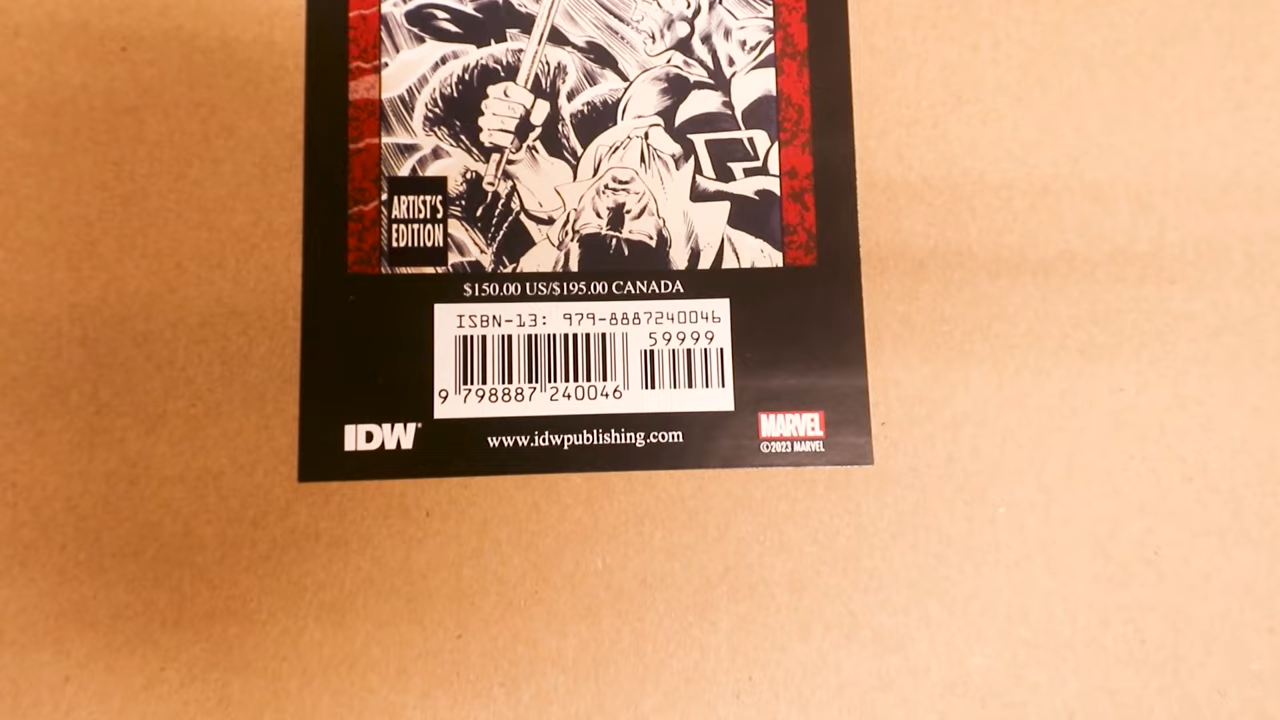 ARTIST'S
EDITION
$150.00 US/$195.00 CANADA
ISBN-13: 979-8887240046
59999
9 798887 240046
IDW
www.idwpublishing.com
MARVEL
©2023 MARVEL